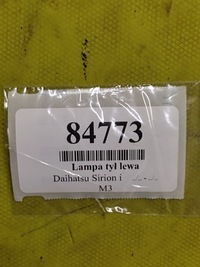 84773
Lampa tył lewa
Daihatsu Sirion i
M3